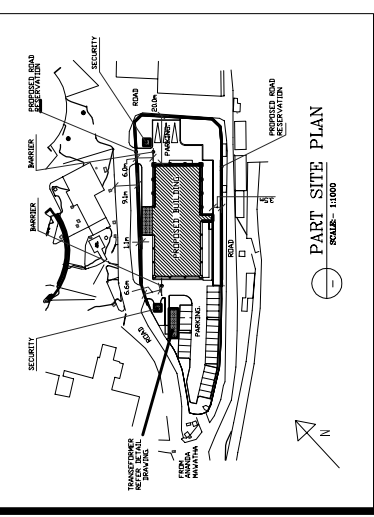 SECURITY
PROPOSED ROAD
RESERVATION
BARRIER
BARRIER
SECURITY
ROAD
20.0m
PARKING.
6.0m
9.1m
PROPOSED BUILDING.
6.6m
ROAD
PARKING.
ROAD
PROPOSED ROAD
RESERVATION
TRANSFORMER
REFER DETAIL
DRAWING.
FROM
ANANDA
MAWATHA
N
PART SITE PLAN
SCALE:- 1:1000